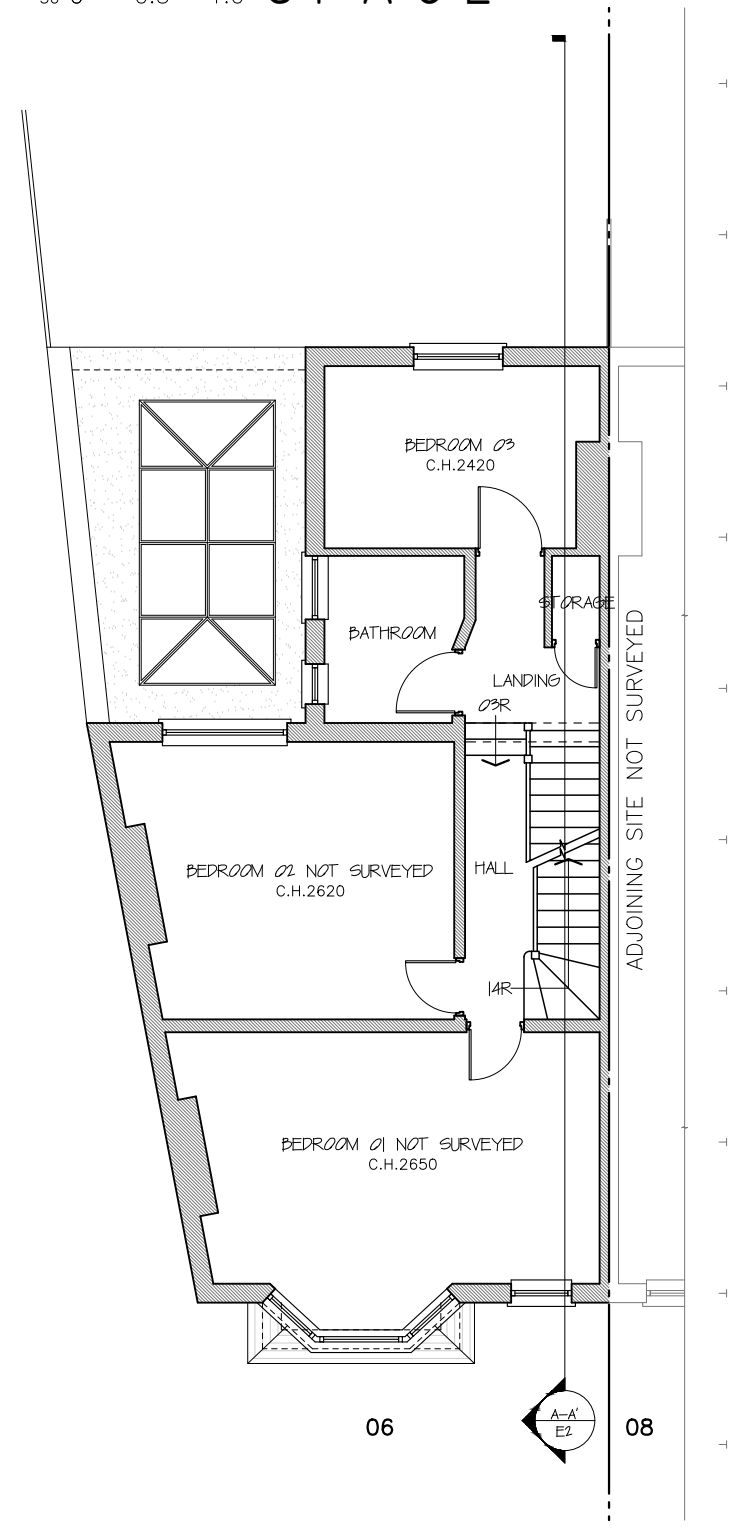 BEDROOM 03
C.H.2420
STORAGE
BATHROOM
LANDING
03R
ADJOINING SITE NOT SURVEYED
BEDROOM 02 NOT SURVEYED
C.H.2620
HALL
14R
BEDROOM 01 NOT SURVEYED
C.H.2650
A-A'
E2
06
08